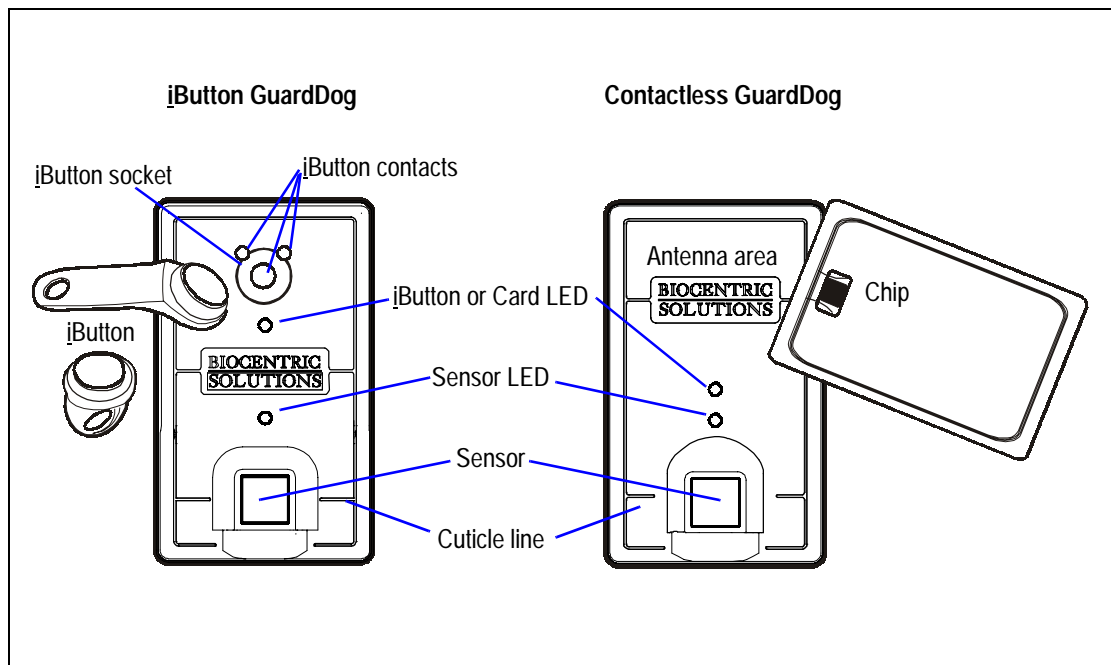 iButton GuardDog
Contactless GuardDog
iButton socket
iButton contacts
Antenna area
BIOCENTRIC
SOLUTIONS
Chip
iButton or Card LED
iButton
BIOCENTRIC
SOLUTIONS
Sensor LED
Sensor
Cuticle line